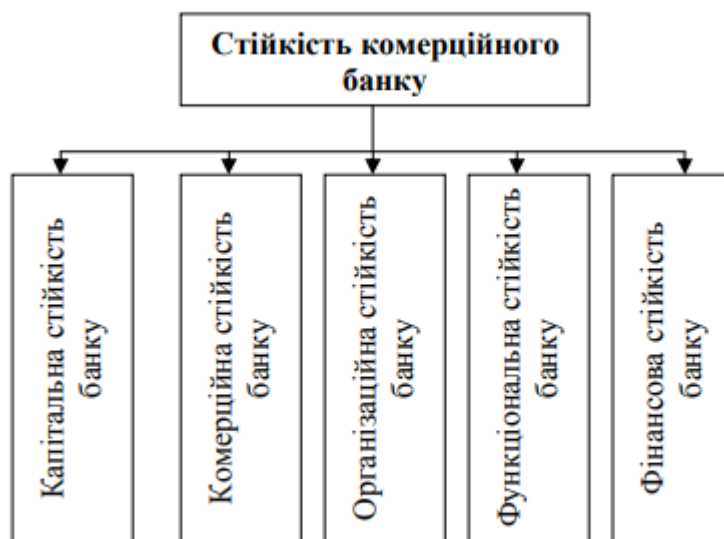 Стійкість комерційного
банку
Капітальна стійкість
банку
Комерційна стійкість
банку
Організаційна стійкість
банку
Функціональна стійкість
банку
Фінансова стійкість
банку